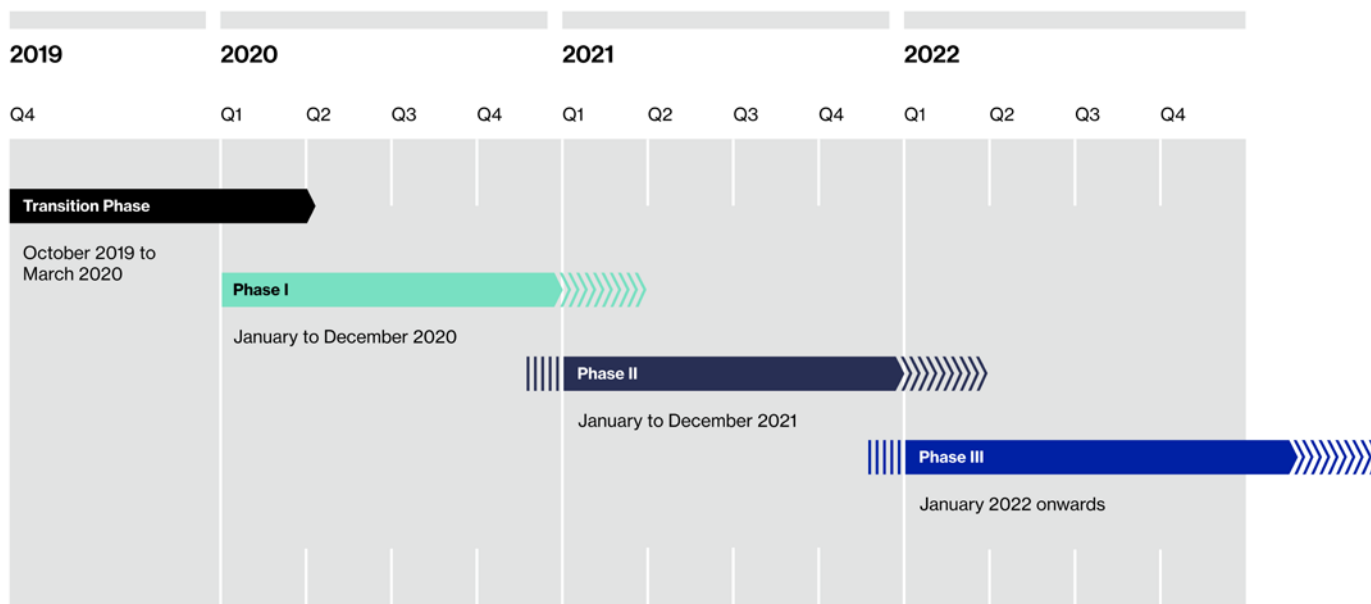 2019 2020 2021 2022
Q4 Q1 Q2 Q3 Q4 Q1 Q2 Q3 Q4 Q1 Q2 Q3 Q4
Transition Phase
October 2019 to
March 2020
Phase I
January to December 2020
Phase II
January to December 2021
Phase III
January 2022 onwards